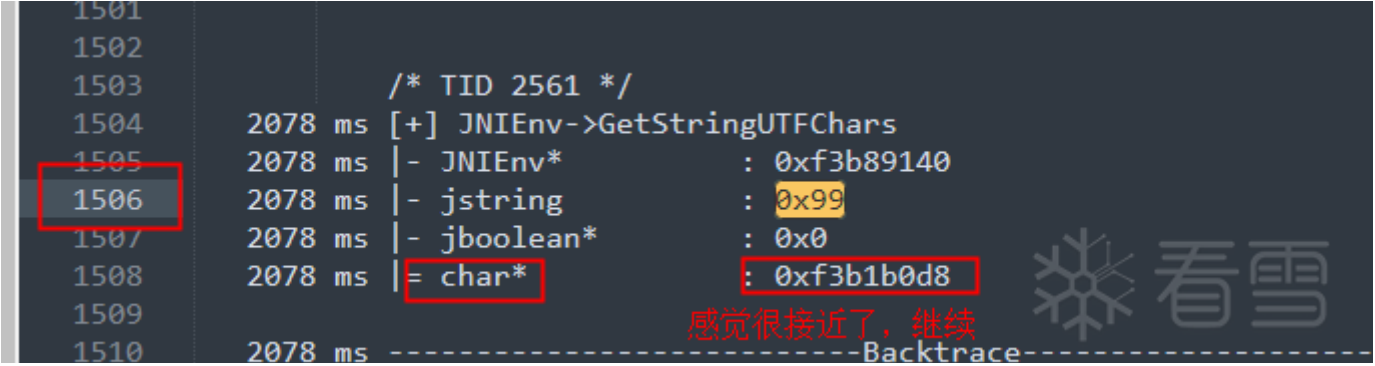 1501
1502
1503 /* TID 2561 */
1504 2078 ms [+] JNIEnv->GetStringUTFChars
1505 2078 ms |- JNIEnv* : 0xf3b89140
1506 2078 ms |- jstring : 0x99
1507 2078 ms |- jboolean* : 0x0
1508 2078 ms |= char* : 0xf3b1b0d8
1509 感觉很接近了，继续
1510 2078 ms ---------------------------Backtrace--------------------
看雪